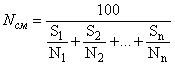 N_см = 100 / (S_1/N_1 + S_2/N_2 + ... + S_n/N_n)